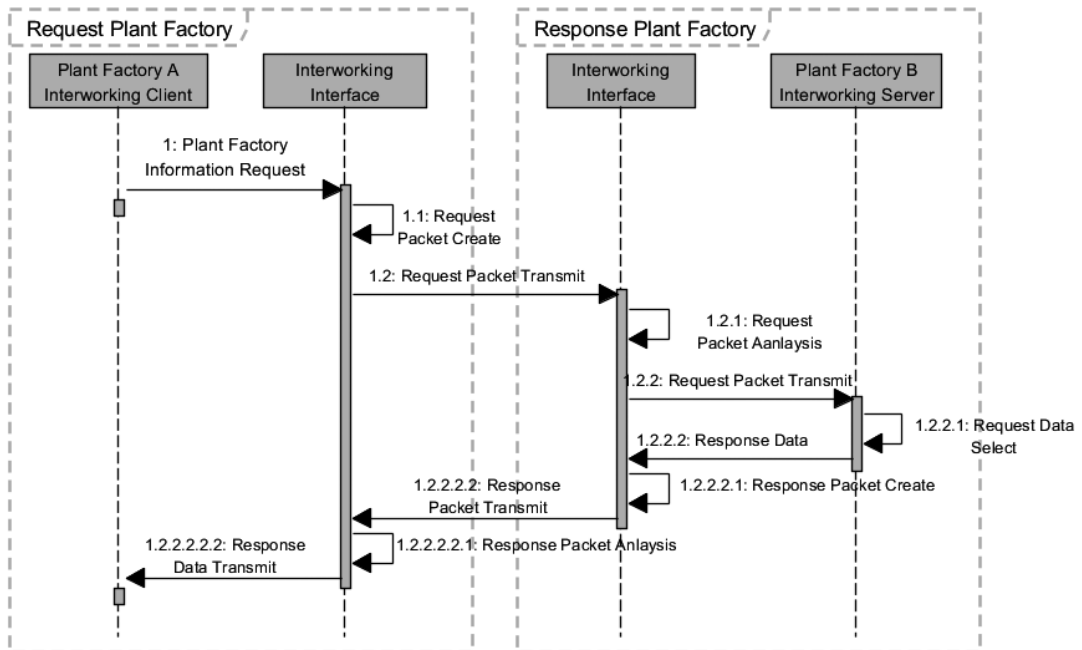 Request Plant Factory
Response Plant Factory
Plant Factory A
Interworking Client
Interworking
Interface
Interworking
Interface
Plant Factory B
Interworking Server
1: Plant Factory
Information Request
1.1: Request
Packet Create
1.2: Request Packet Transmit
1.2.1: Request
Packet Aanlaysis
1.2.2: Request Packet Transmit
1.2.2.1: Request Data
Select
1.2.2.2: Response Data
1.2.2.2.1: Response Packet Create
1.2.2.2.2: Response
Packet Transmit
1.2.2.2.2.1: Response Packet Anlaysis
1.2.2.2.2.2: Response
Data Transmit